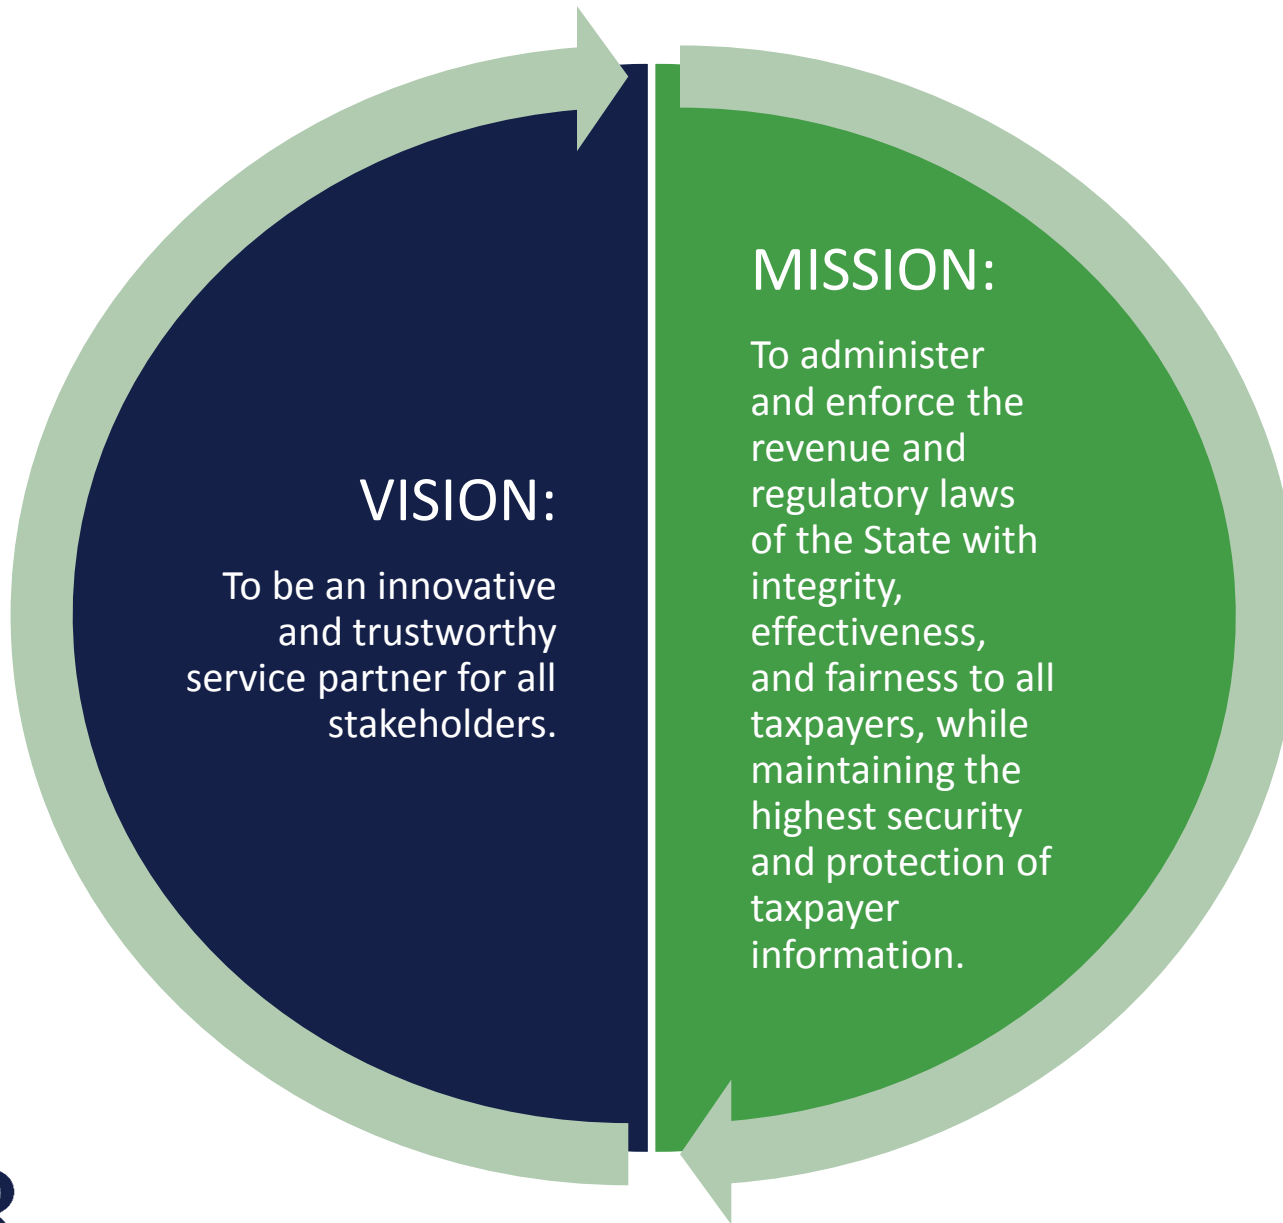 VISION:
To be an innovative
and trustworthy
service partner for all
stakeholders.
MISSION:
To administer
and enforce the
revenue and
regulatory laws
of the State with
integrity,
effectiveness,
and fairness to all
taxpayers, while
maintaining the
highest security
and protection of
taxpayer
information.